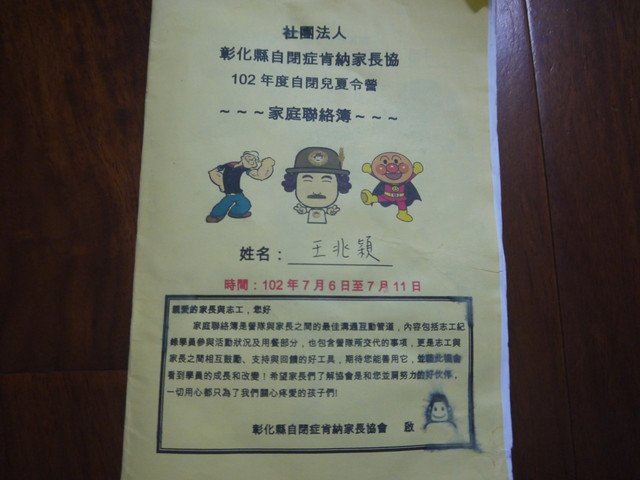 社團法人
彰化縣自閉症肯納家長協
102 年度自閉兒夏令營
~~~家庭聯絡簿~~~
姓名： 王兆穎
時間：102 年 7 月 6 日至 7 月 11 日
親愛的家長與志工，您好
家庭聯絡簿是營隊與家長之間的最佳溝通互動管道，內容包括志工紀
錄學員參與活動狀況及用餐部分，也包含營隊所交代的事項，更是志工與
家長之間相互鼓勵、支持與回饋的好工具，期待您能善用它，並藉此機會
看到學員的成長和改變！希望家長們了解協會是和您並肩努力的好伙伴，
一切用心都只為了我們關心疼愛的孩子們!
彰化縣自閉症肯納家長協會 啟